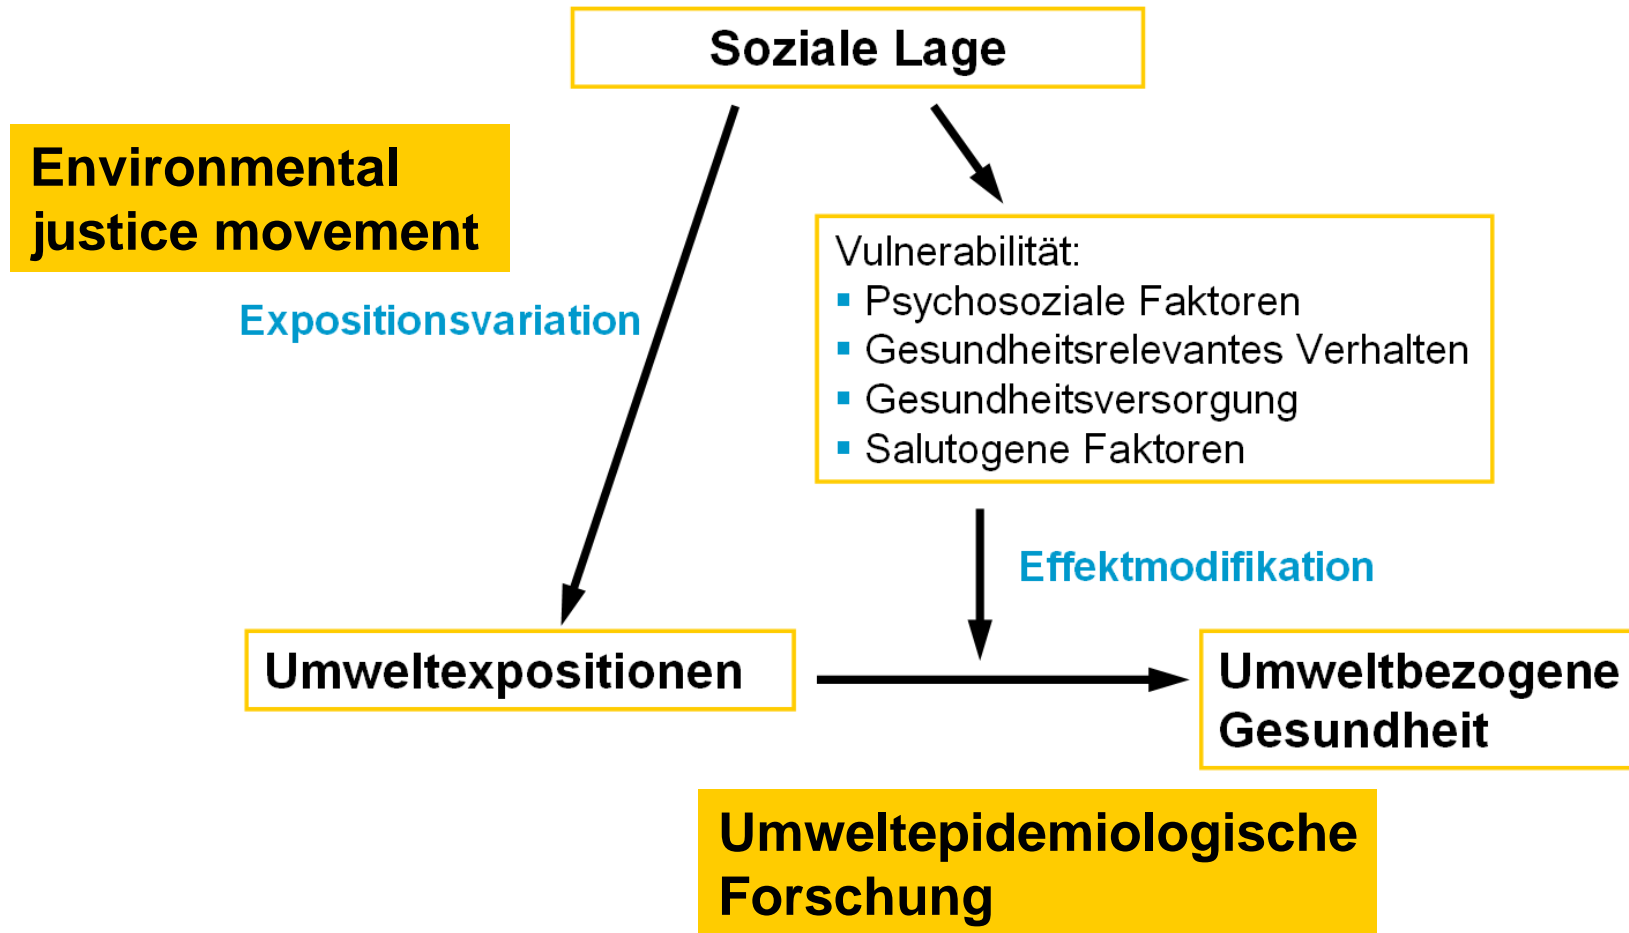 Soziale Lage
Environmental
justice movement
Expositionsvariation
Vulnerabilität:
▪ Psychosoziale Faktoren
▪ Gesundheitsrelevantes Verhalten
▪ Gesundheitsversorgung
▪ Salutogene Faktoren
Effektmodifikation
Umweltexpositionen
Umweltbezogene
Gesundheit
Umweltepidemiologische
Forschung